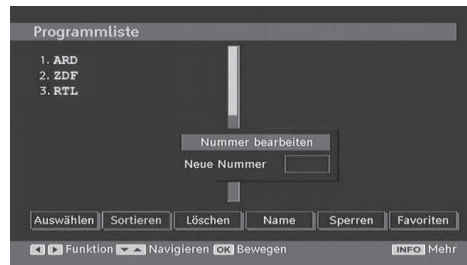 Programmliste
1. ARD
2. ZDF
3. RTL
Nummer bearbeiten
Neue Nummer
Auswählen Sortieren Löschen Name Sperren Favoriten
Funktion Navigieren OK Bewegen INFO Mehr